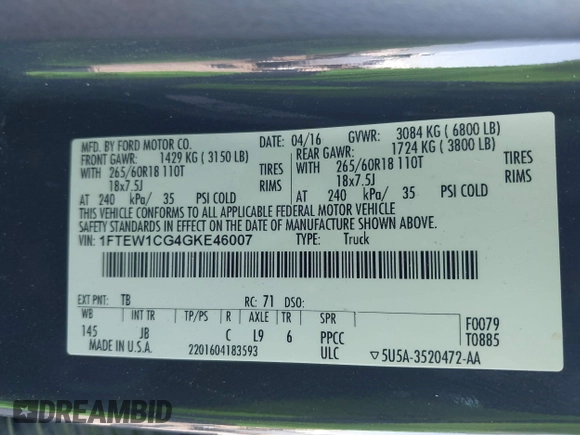 MFD. BY FORD MOTOR CO.
DATE: 04/16 GVWR: 3084 KG ( 6800 LB)
FRONT GAWR: 1429 KG ( 3150 LB)
REAR GAWR: 1724 KG ( 3800 LB)
WITH 265/60R18 110T TIRES
WITH 265/60R18 110T TIRES
18x7.5J RIMS
18x7.5J RIMS
AT 240 kPa/ 35 PSI COLD
AT 240 kPa/ 35 PSI COLD
THIS VEHICLE CONFORMS TO ALL APPLICABLE FEDERAL MOTOR VEHICLE
SAFETY STANDARDS IN EFFECT ON THE DATE OF MANUFACTURE SHOWN ABOVE.
VIN: 1FTEW1CG4GKE46007 TYPE: Truck
EXT PNT: TB RC: 71 DSO:
WB INT TR TP/PS R AXLE TR SPR
F0079
145 JB C L9 6 PPCC
T0885
MADE IN U.S.A. 2201604183593 ULC
▽5U5A-3520472-AA
DREAMBID